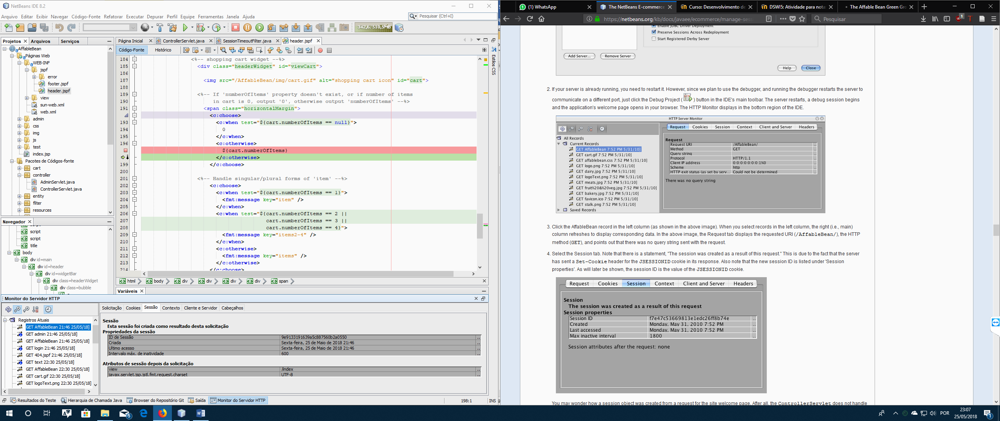 NetBeans IDE 8.2
Arquivo Editar Exibir Navegar Código-Fonte Refatorar Executar Depurar Perfil Equipe Ferramentas Janela Ajuda
Pesquisar (Ctrl+I)
342,6/510,5MB
Projetos Arquivos Serviços
AffableBean
Páginas Web
WEB-INF
jspf
error
footer.jspf
header.jspf
view
sun-web.xml
web.xml
admin
css
img
js
test
index.jsp
Pacotes de Códigos-fonte
cart
controller
AdminServlet.java
ControllerServlet.java
entity
filter
resources
Navegador
script
script
title
body
div id=main
div id=header
div id=widgetBar
div class=headerWidget
div class=bubble
Página Inicial ControllerServlet.java SessionTimeoutFilter.java header.jspf
Código-Fonte Histórico
184 <%-- shopping cart widget --%>
185 <div class="headerWidget" id="viewCart">
186
187 <img src="/AffableBean/img/cart.gif" alt="shopping cart icon" id="cart">
188
189 <%-- If 'numberOfItems' property doesn't exist, or if number of items
190 in cart is 0, output '0', otherwise output 'numberOfItems' --%>
191 <span class="horizontalMargin">
<c:choose>
193 <c:when test="${cart.numberOfItems == null}">
194 0
195 </c:when>
196 <c:otherwise>
${cart.numberOfItems}
</c:otherwise>
199 </c:choose>
200
201 <%-- Handle singular/plural forms of 'item' --%>
202 <c:choose>
203 <c:when test="${cart.numberOfItems == 1}">
204 <fmt:message key="item" />
205 </c:when>
206 <c:when test="${cart.numberOfItems == 2 ||
207 cart.numberOfItems == 3 ||
208 cart.numberOfItems == 4}">
209 <fmt:message key="items2-4" />
210 </c:when>
211 <c:otherwise>
212 <fmt:message key="items" />
213 </c:otherwise>
214 </c:choose>
html body div div div div span
Estilos CSS
Variáveis
Monitor do Servidor HTTP
Registros Atuais
GET AffableBean 21:46 25/05/18]
GET admin 21:46 25/05/18]
GET AffableBean 21:46 25/05/18]
GET login 21:46 25/05/18]
GET 404.jspf 21:46 25/05/18]
GET text 22:30 25/05/18]
GET AffableBean 22:30 25/05/18]
GET cart.gif 22:30 25/05/18]
GET logoText.png 22:30 25/05/18]
Solicitação Cookies Sessão Contexto Cliente e Servidor Cabeçalhos
Sessão
Esta sessão foi criada como resultado desta solicitação
Propriedades da sessão
ID de Sessão 9e9133191639a5c887560b2a0550
Criada Sexta-feira, 25 de Maio de 2018 21:46
Ultimo acesso Sexta-feira, 25 de Maio de 2018 21:46
Intervalo máx. de inatividade 600
Atributos de sessão depois da solicitação
view /index
javax.servlet.jsp.jstl.fmt.request.charset UTF-8
Resultados do Teste Hierarquia de Chamada Java Browser do Repositório Git Saída Monitor do Servidor HTTP
198:1 INS
(1) WhatsApp The NetBeans E-commerce Curso: Desenvolvimento de DSWI5: Atividade para nota The Affable Bean Green Gro
https://netbeans.org/kb/docs/javaee/ecommerce/manage-sess
Pesquisar
Enable JDBC Driver Deployment
Preserve Sessions Across Redeployment
Start Registered Derby Server
Add Server... Remove Server
Help Close
2. If your server is already running, you need to restart it. However, since we plan to use the debugger, and running the debugger restarts the server to
communicate on a different port, just click the Debug Project ( ) button in the IDE's main toolbar. The server restarts, a debug session begins
and the application's welcome page opens in your browser. The HTTP Monitor displays in the bottom region of the IDE.
HTTP Server Monitor
All Records
Current Records
GET AffableBean 7:52 PM 5/31/10]
GET cart.gif 7:52 PM 5/31/10]
GET affablebean.css 7:52 PM 5/31/10]
GET logo.png 7:52 PM 5/31/10]
GET dairy.jpg 7:52 PM 5/31/10]
GET logoText.png 7:52 PM 5/31/10]
GET meats.jpg 7:52 PM 5/31/10]
GET fruit%20&%20veg.jpg 7:52 PM 5/31/10]
GET bakery.jpg 7:52 PM 5/31/10]
GET favicon.ico 7:52 PM 5/31/10]
GET stalk.png 7:52 PM 5/31/10]
Saved Records
Request Cookies Session Context Client and Server Headers
Request
Request URI /AffableBean/
Method GET
Query string
Protocol HTTP/1.1
Client IP address 0:0:0:0:0:0:0:1%0
Scheme http
HTTP exit status (as set by serv... Could not be determined
There was no query string
3. Click the AffableBean record in the left column (as shown in the above image). When you select records in the left column, the right (i.e., main)
column refreshes to display corresponding data. In the above image, the Request tab displays the requested URI (/AffableBean/), the HTTP
method (GET), and points out that there was no query string sent with the request.
4. Select the Session tab. Note that there is a statement, "The session was created as a result of this request." This is due to the fact that the server
has sent a Set-Cookie header for the JSESSIONID cookie in its response. Also note that the new session ID is listed under 'Session
properties'. As will later be shown, the session ID is the value of the JSESSIONID cookie.
Request Cookies Session Context Client and Server Headers
Session
The session was created as a result of this request
Session properties
Session ID f7e47c53669813e1edc26ff8b74e
Created Monday, May 31, 2010 7:52 PM
Last accessed Monday, May 31, 2010 7:52 PM
Max inactive interval 1800
Session attributes after the request: none
You may wonder how a session object was created from a request for the site welcome page. After all, the ControllerServlet does not handle
POR
23:07
25/05/2018